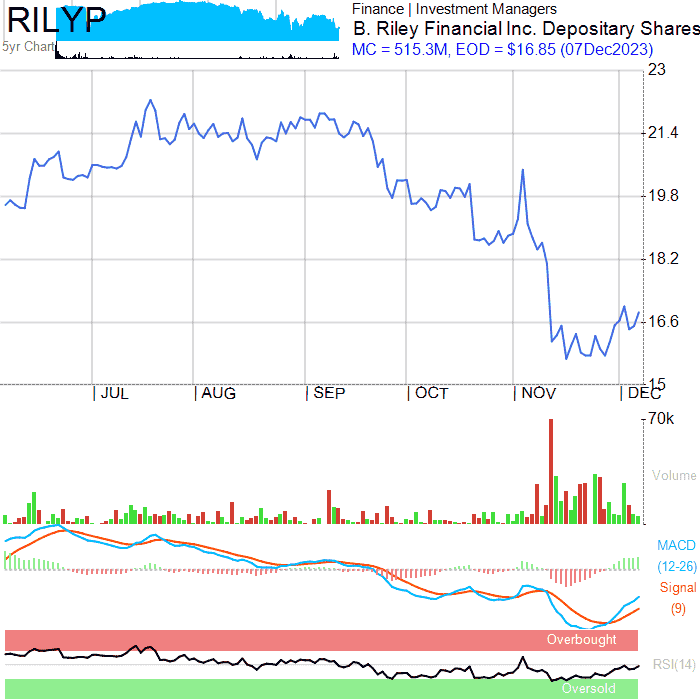 RILYP
Finance | Investment Managers
5yr Chart
B. Riley Financial Inc. Depositary Shares
MC = 515.3M, EOD = $16.85 (07Dec2023)
23
21.4
19.8
18.2
16.6
15
JUL AUG SEP OCT NOV DEC
70k
Volume
MACD
(12-26)
Signal
(9)
Overbought
RSI(14)
Oversold